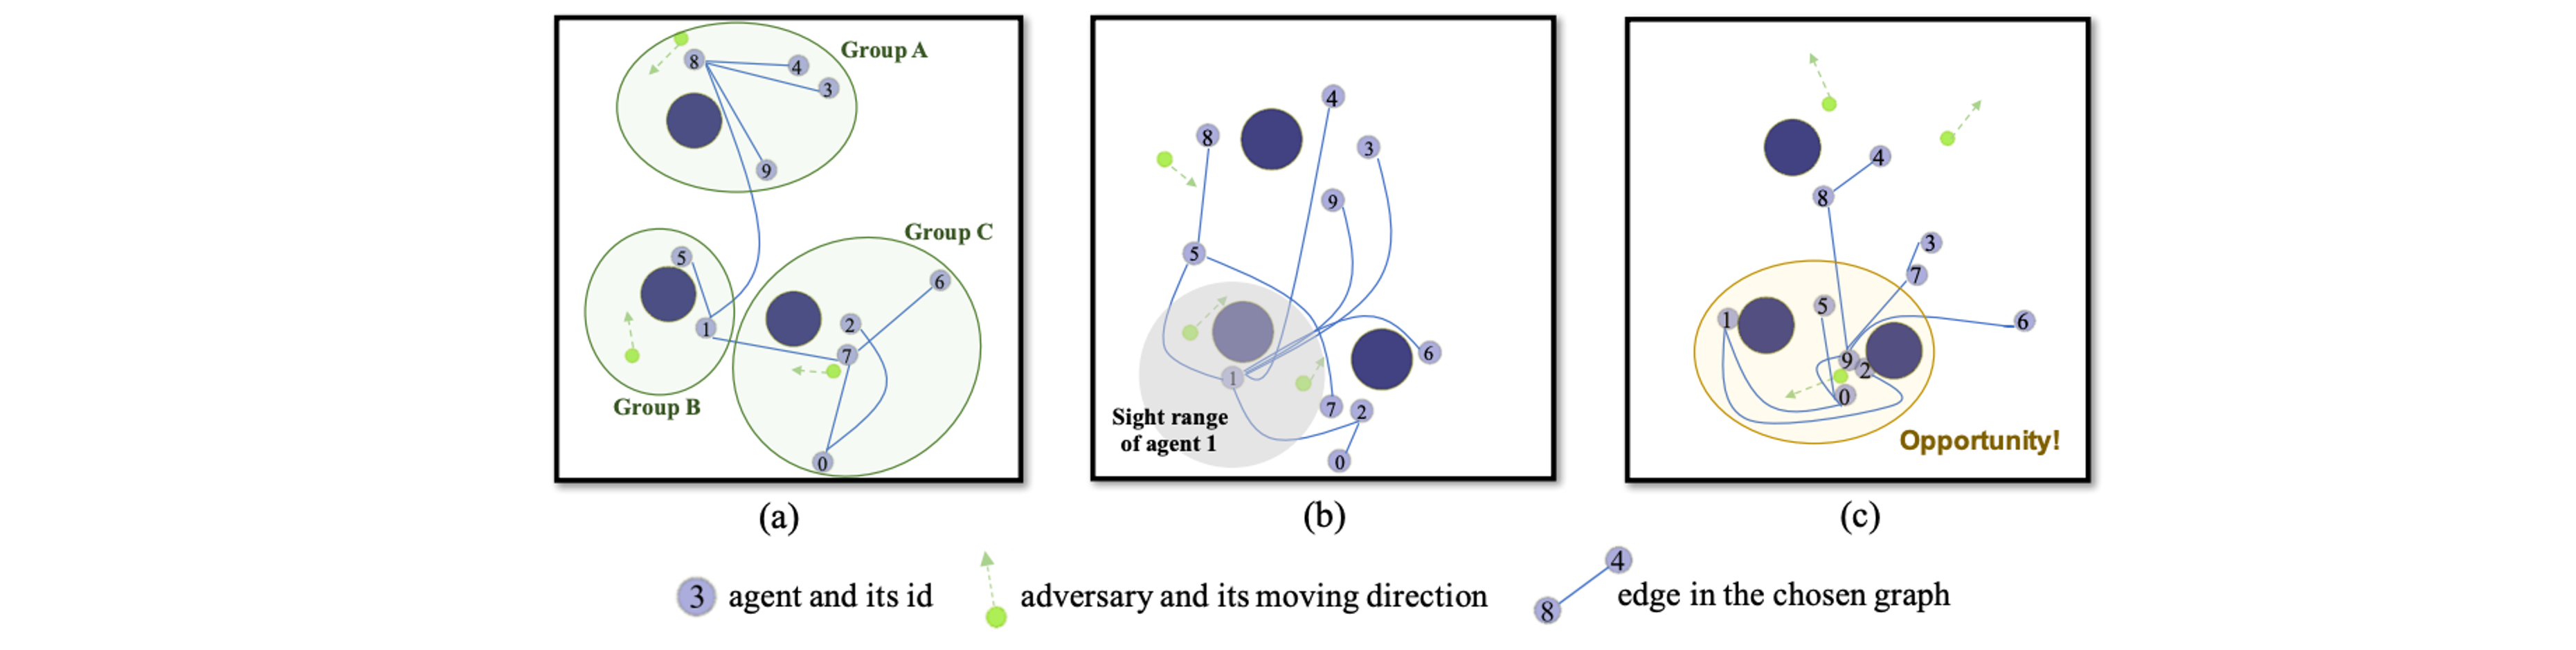 Group A
8
4
3
9
Group C
5
6
1
2
7
Group B
0
4
8
3
9
5
6
1
7
2
Sight range
of agent 1
0
4
8
3
7
5
1
6
9
2
0
Opportunity!
(a)
(b)
(c)
3 agent and its id
adversary and its moving direction
4
8
edge in the chosen graph